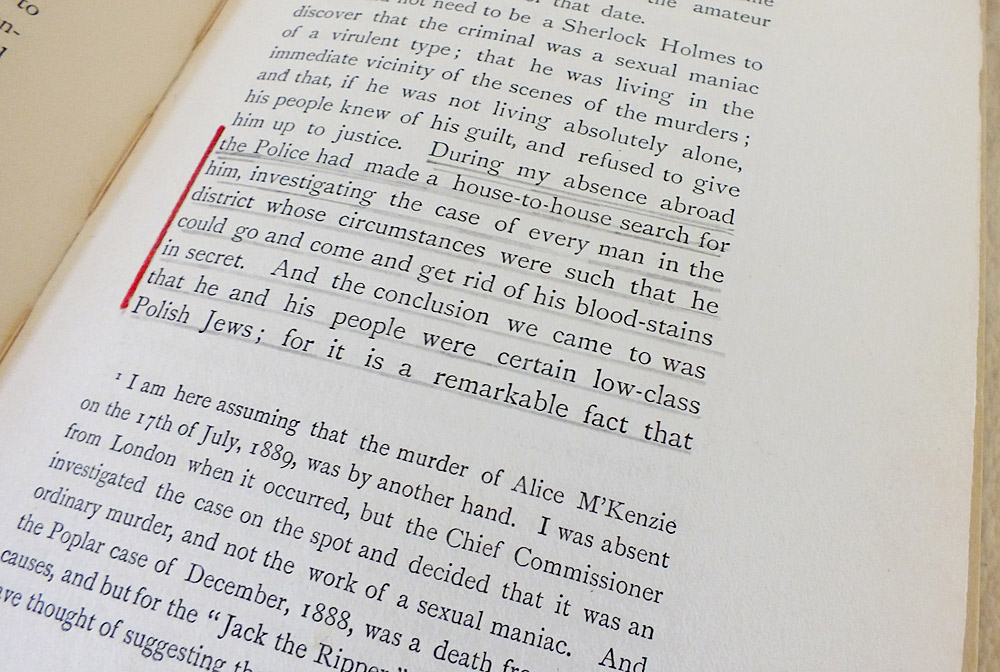 to
n-
that date. the amateur
not need to be a Sherlock Holmes to
discover that the criminal was a sexual maniac
of a virulent type; that he was living in the
immediate vicinity of the scenes of the murders;
and that, if he was not living absolutely alone,
his people knew of his guilt, and refused to give
him up to justice. During my absence abroad
the Police had made a house-to-house search for
him, investigating the case of every man in the
district whose circumstances were such that he
could go and come and get rid of his blood-stains
in secret. And the conclusion we came to was
that he and his people were certain low-class
Polish Jews; for it is a remarkable fact that
¹ I am here assuming that the murder of Alice M'Kenzie
on the 17th of July, 1889, was by another hand. I was absent
from London when it occurred, but the Chief Commissioner
investigated the case on the spot and decided that it was an
ordinary murder, and not the work of a sexual maniac. And
the Poplar case of December, 1888, was a death
causes, and but for the "Jack the Ripper"
thought of suggesting